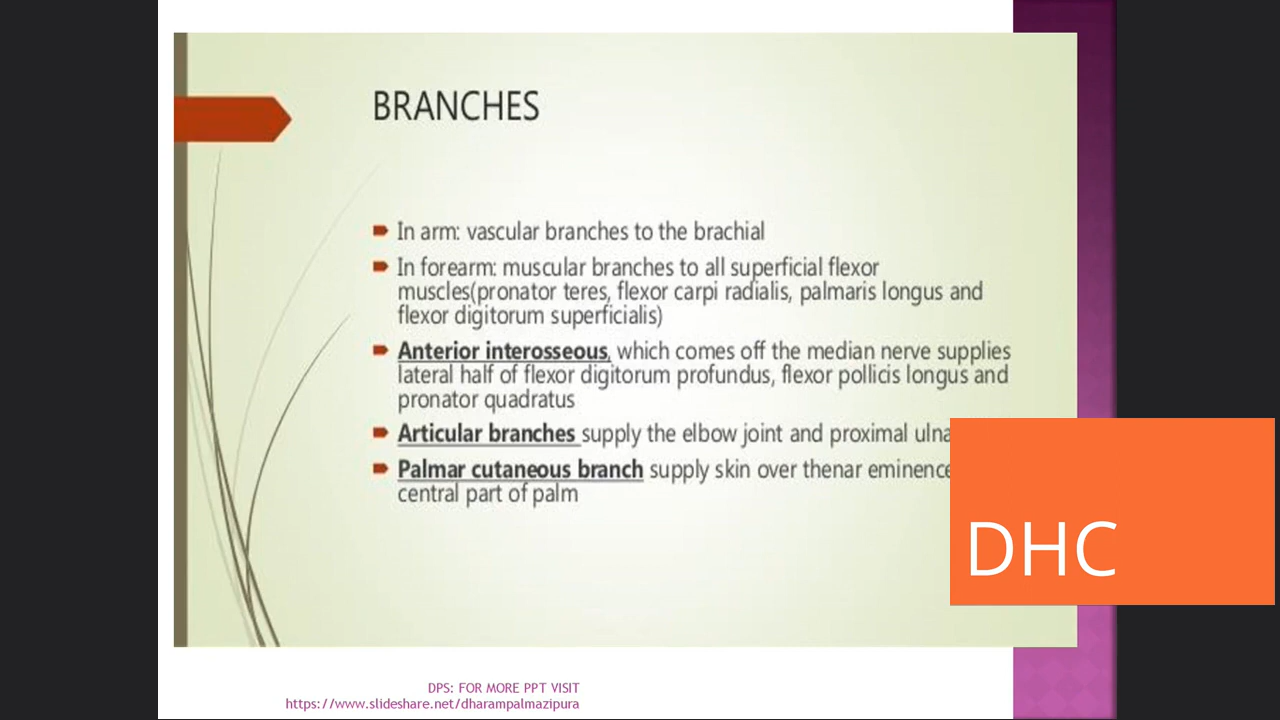 BRANCHES
In arm: vascular branches to the brachial
In forearm: muscular branches to all superficial flexor
muscles(pronator teres, flexor carpi radialis, palmaris longus and
flexor digitorum superficialis)
Anterior interosseous, which comes off the median nerve supplies
lateral half of flexor digitorum profundus, flexor pollicis longus and
pronator quadratus
Articular branches supply the elbow joint and proximal ulna
Palmar cutaneous branch supply skin over thenar eminence
central part of palm
DHC
DPS: FOR MORE PPT VISIT
https://www.slideshare.net/dharampalmazipura